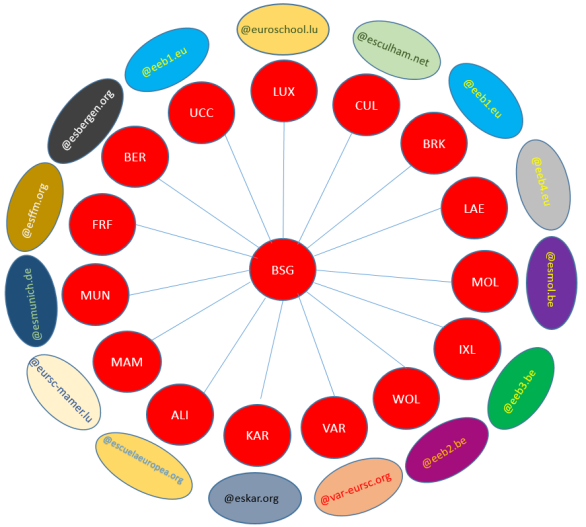 @euroschool.lu
@esculham.net
@eeb1.eu
@eeb1.eu
@esbergen.org
@eeb4.eu
@esffm.org
@esmol.be
@esmunich.de
@eursc-mamer.lu
@eeb3.be
@escuelaeuropea.org
@eeb2.be
@eskar.org
@var-eursc.org
LUX
CUL
UCC
BRK
BER
LAE
FRF
BSG
MOL
MUN
IXL
MAM
WOL
ALI
VAR
KAR